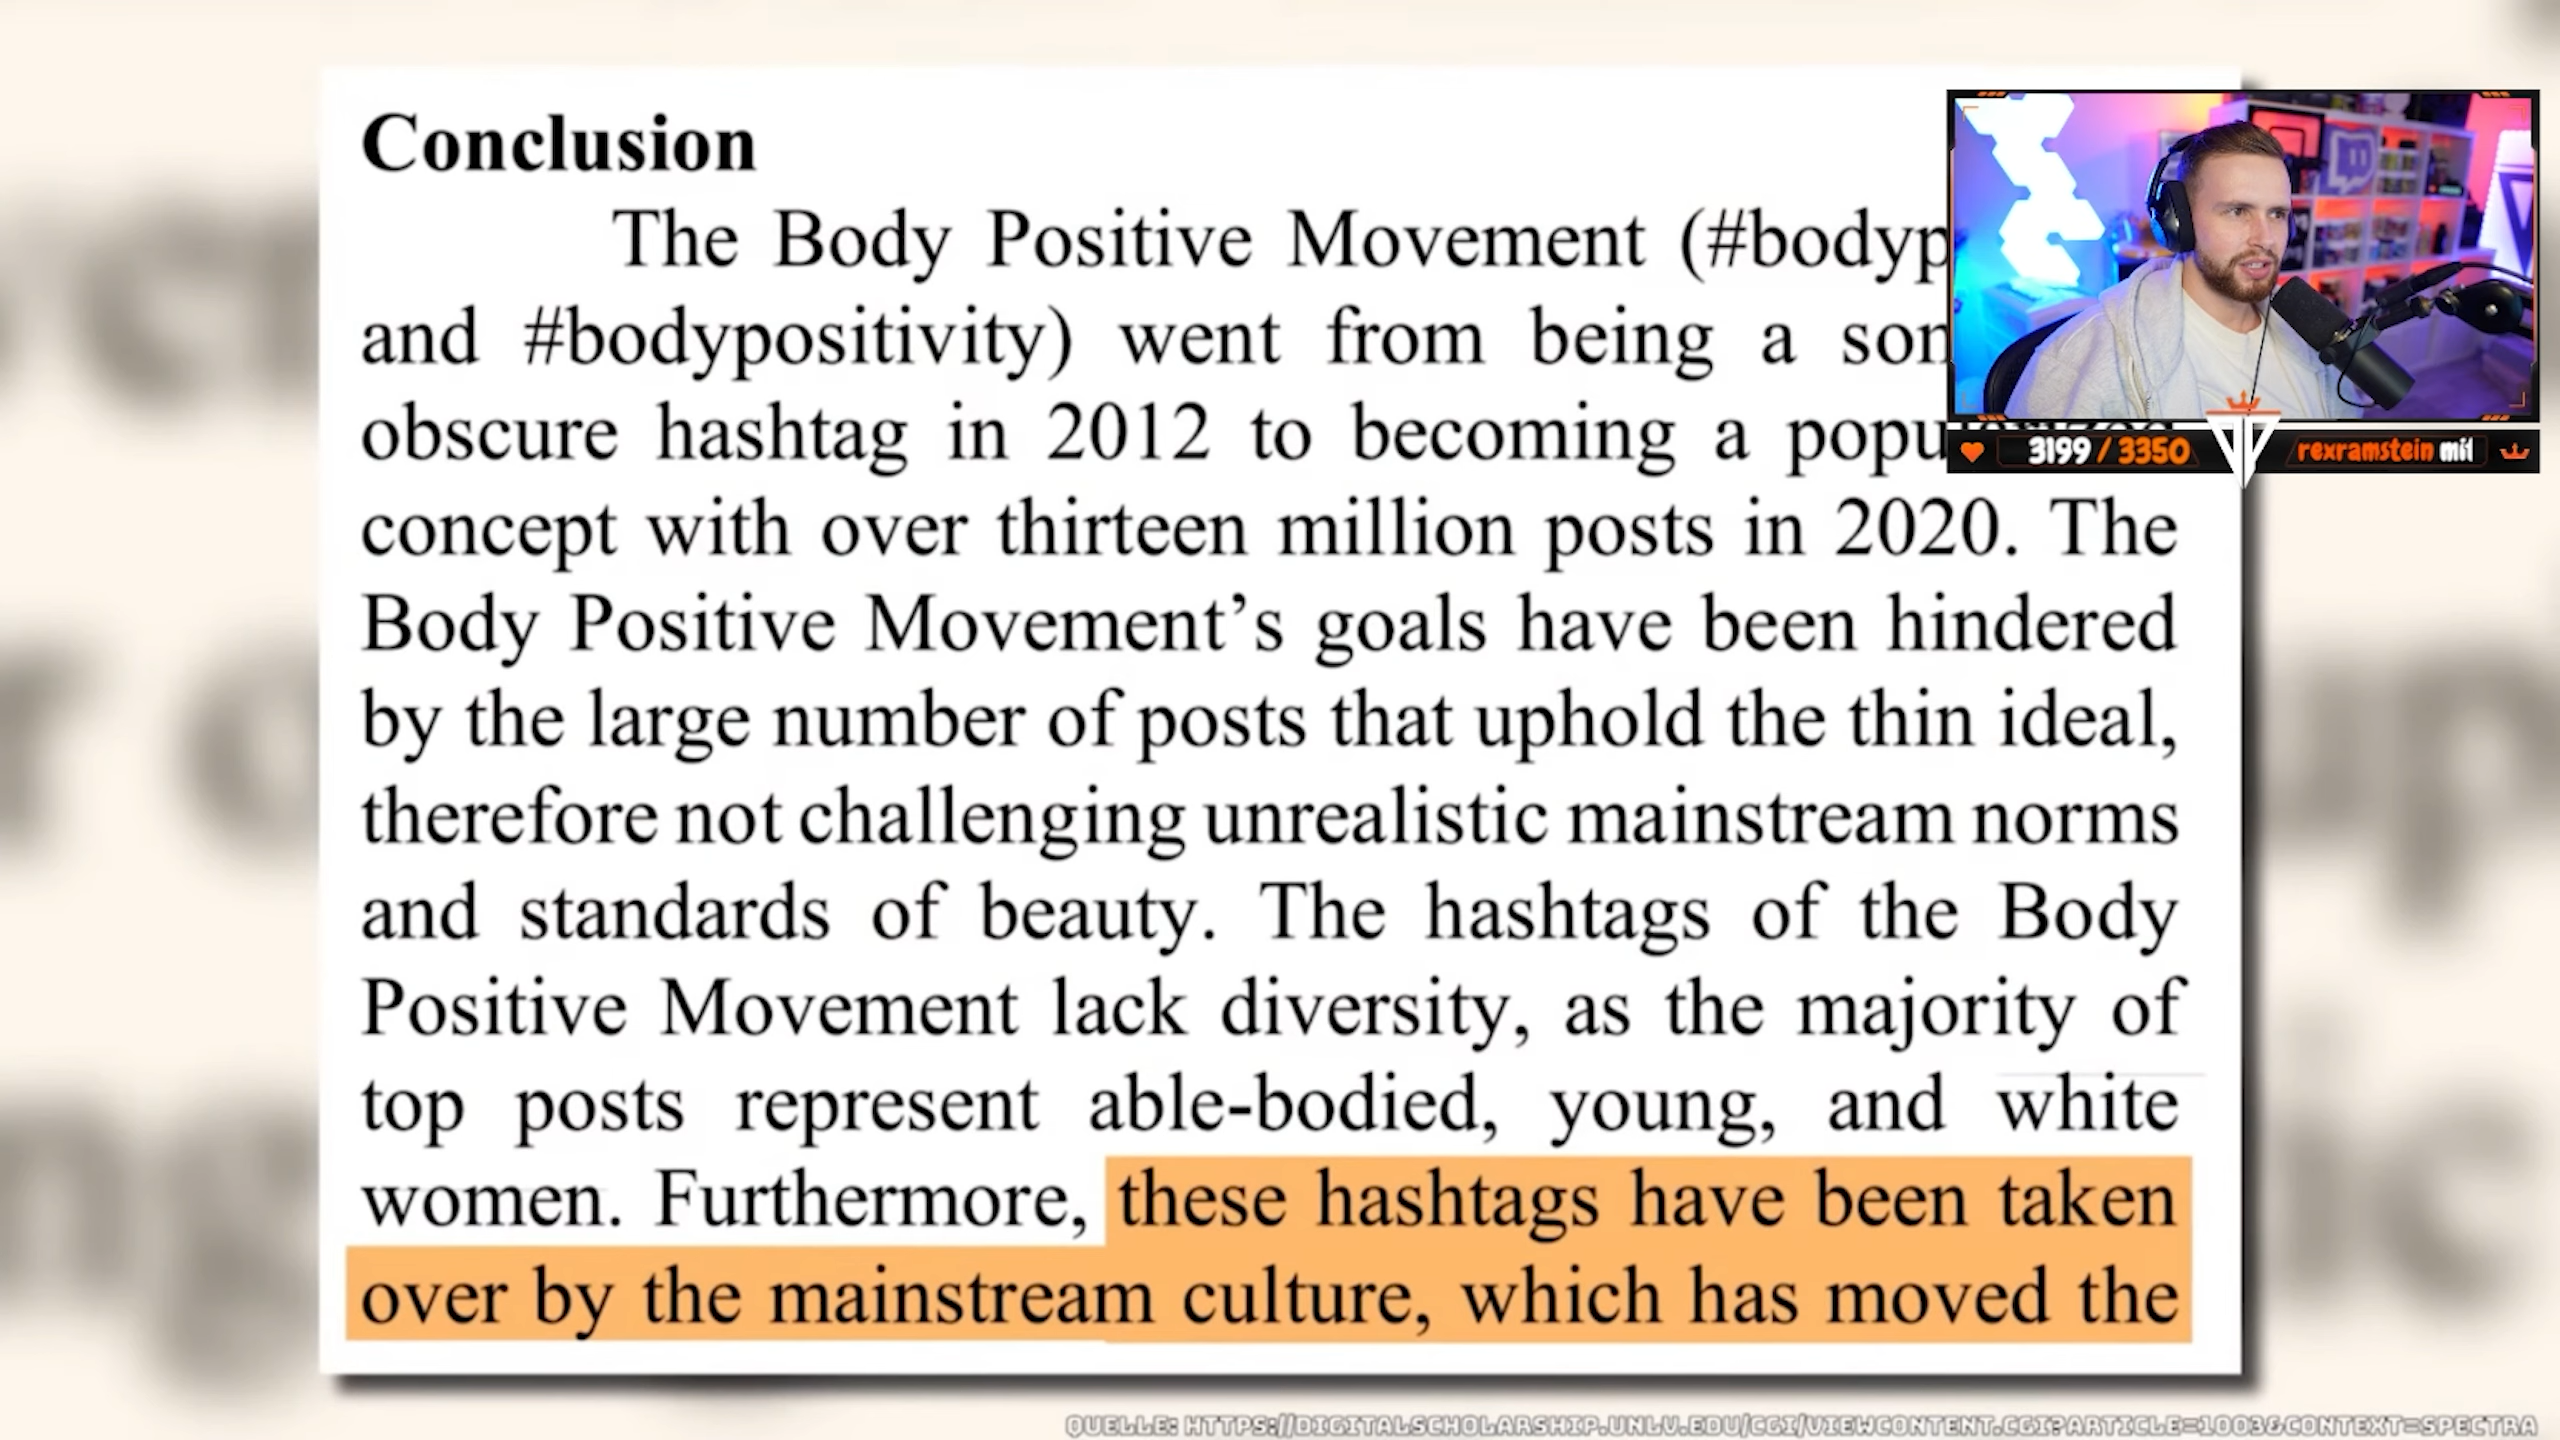 Conclusion
The Body Positive Movement
and #bodypositivity) went from being a
obscure hashtag in 2012 to becoming a
concept with over thirteen million posts in 2020. The
Body Positive Movement’s goals have been hindered
by the large number of posts that uphold the thin ideal,
therefore not challenging unrealistic mainstream norms
and standards of beauty. The hashtags of the Body
Positive Movement lack diversity, as the majority of
top posts represent able-bodied, young, and white
women. Furthermore, these hashtags have been taken
over by the mainstream culture, which has moved the
3199 / 3350
rexramstein mit
QUELLE: HTTPS://DIGITALSCHOLARSHIP.UNLV.EDU/CGI/VIEWCONTENT.CGI?ARTICLE=1003&CONTEXT=SPECTRA